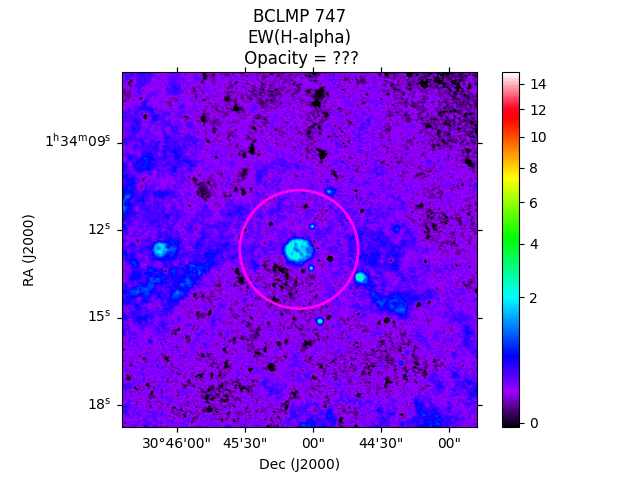 BCLMP 747
EW(H-alpha)
Opacity = ???
RA (J2000)
1ʰ34ᵐ09ˢ
12ˢ
15ˢ
18ˢ
30°46'00" 45'30" 00" 44'30" 00"
Dec (J2000)
14
12
10
8
6
4
2
0